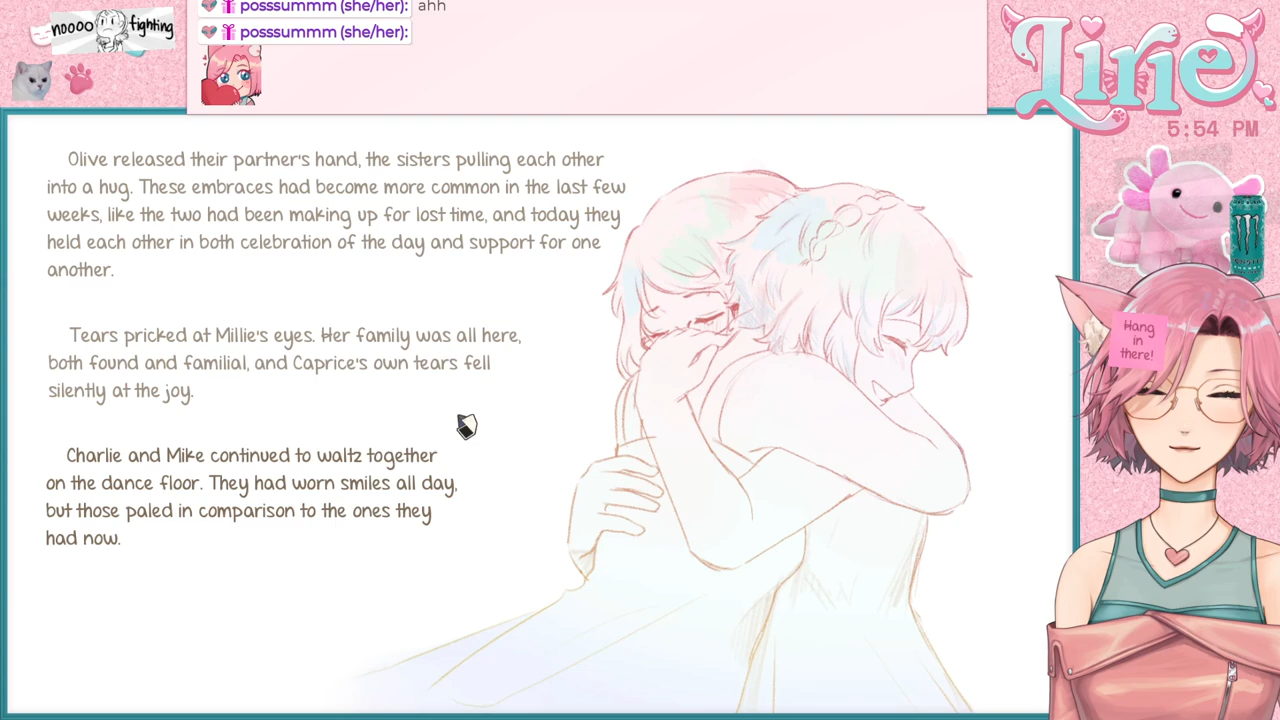 noooo fighting
posssummm (she/her): ahh
posssummm (she/her):
Lirie
5:54 PM
Olive released their partner's hand, the sisters pulling each other
into a hug. These embraces had become more common in the last few
weeks, like the two had been making up for lost time, and today they
held each other in both celebration of the day and support for one
another.
Tears pricked at Millie's eyes. Her family was all here,
both found and familial, and Caprice's own tears fell
silently at the joy.
Charlie and Mike continued to waltz together
on the dance floor. They had worn smiles all day,
but those paled in comparison to the ones they
had now.
Hang
in
there!